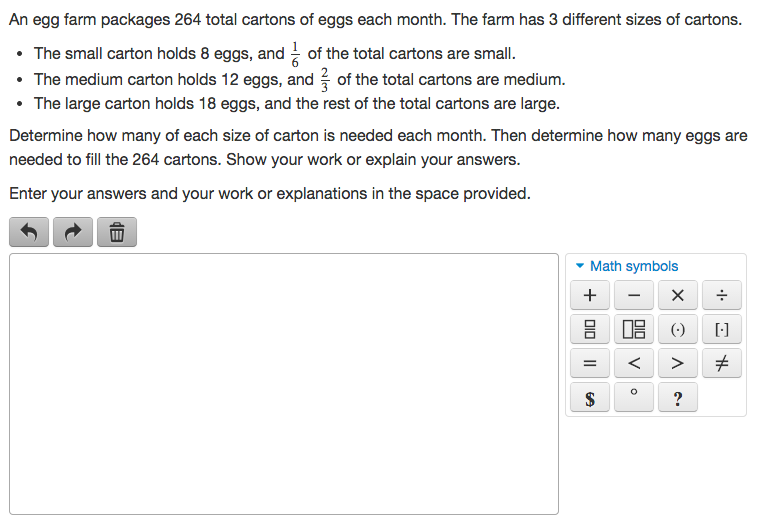 An egg farm packages 264 total cartons of eggs each month. The farm has 3 different sizes of cartons.
• The small carton holds 8 eggs, and 1/6 of the total cartons are small.
• The medium carton holds 12 eggs, and 2/3 of the total cartons are medium.
• The large carton holds 18 eggs, and the rest of the total cartons are large.
Determine how many of each size of carton is needed each month. Then determine how many eggs are
needed to fill the 264 cartons. Show your work or explain your answers.
Enter your answers and your work or explanations in the space provided.
Math symbols
+ − × ÷
(·) [·]
= < > ≠
$ ° ?